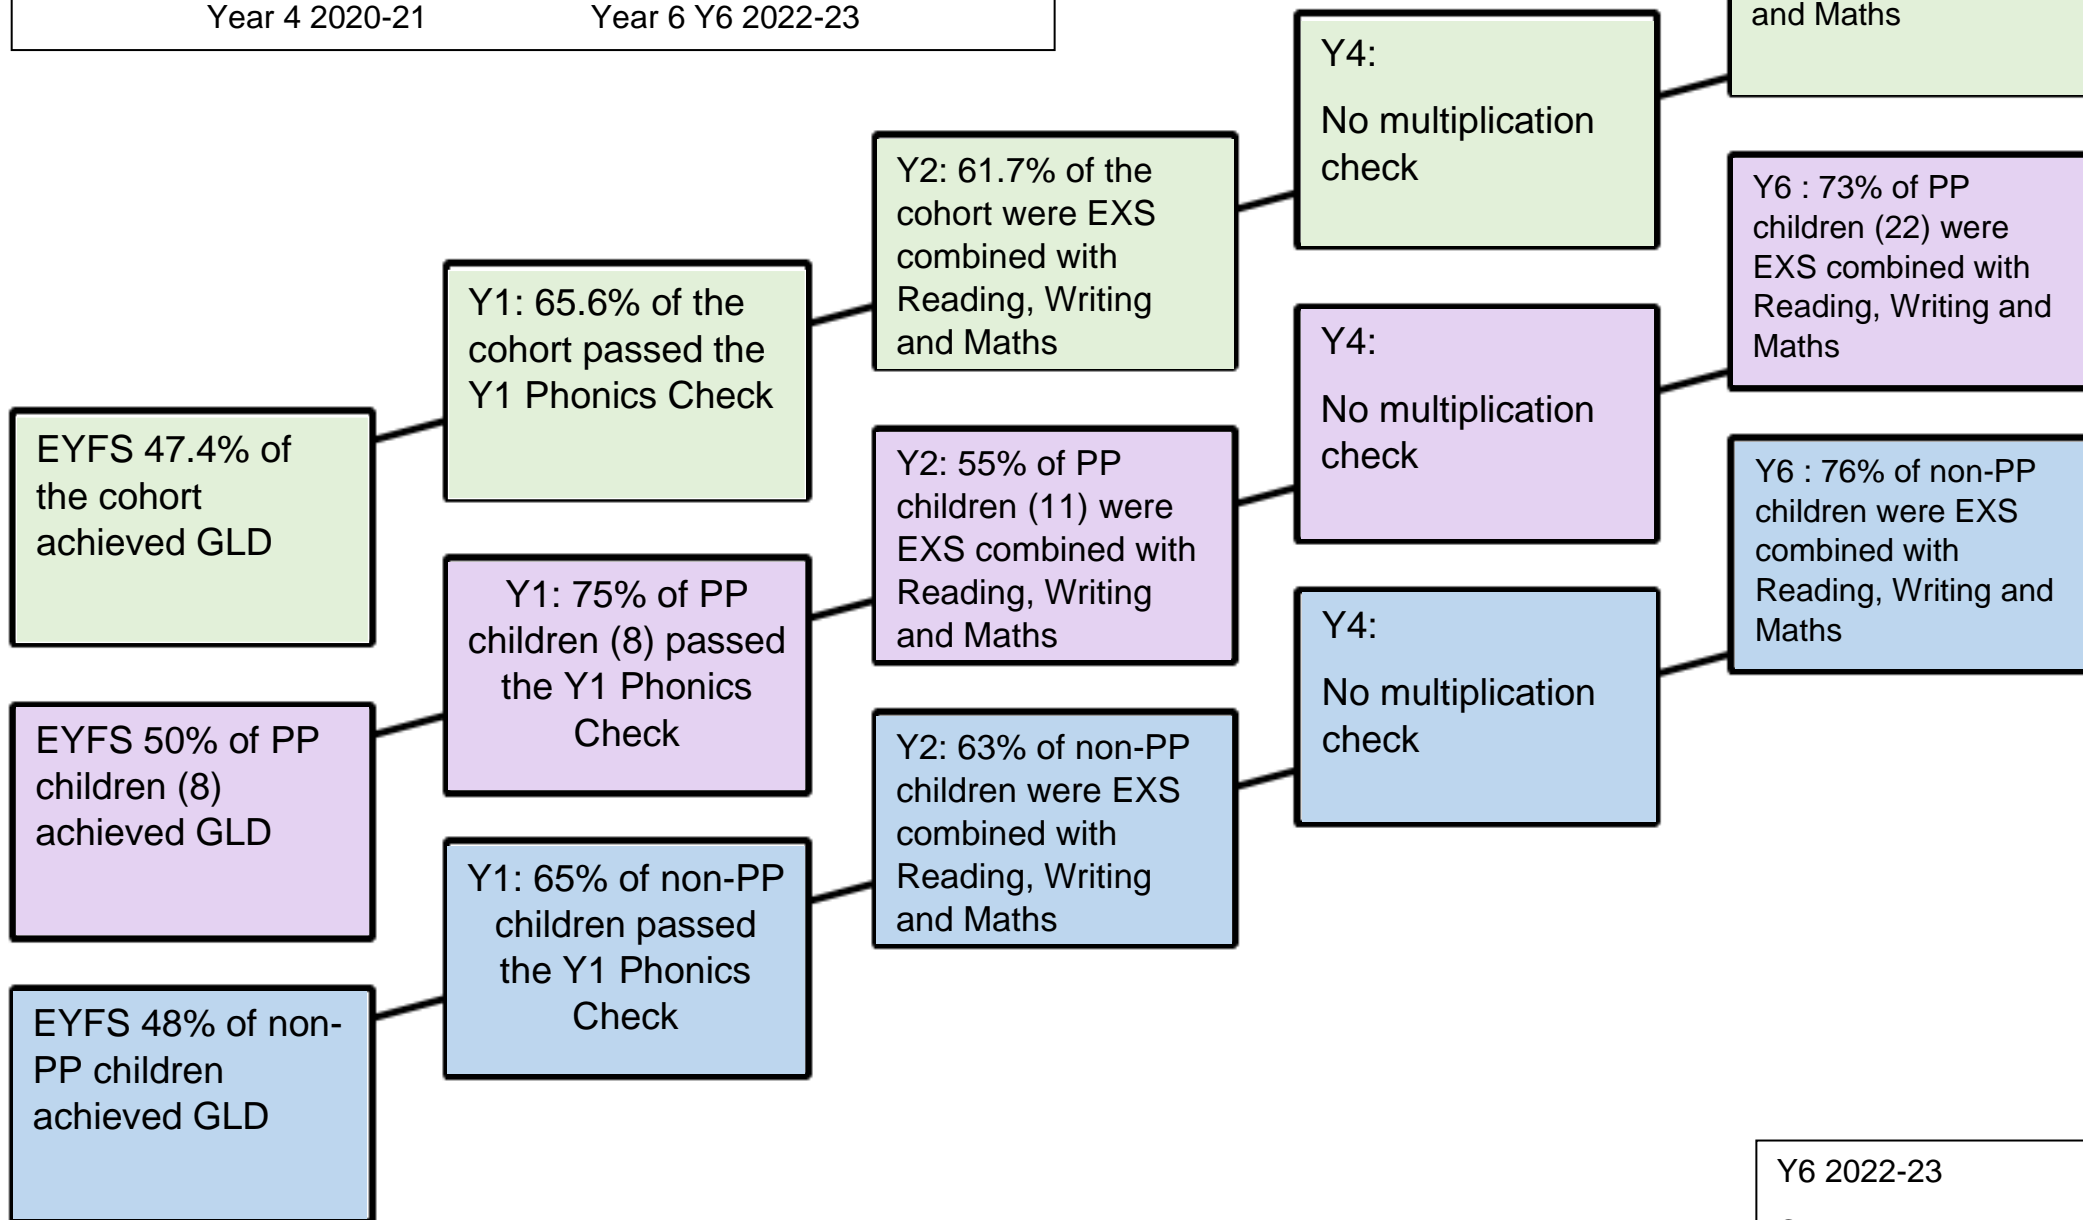 Year 4 2020-21 Year 6 Y6 2022-23
and Maths
Y4:
No multiplication
check
Y2: 61.7% of the
cohort were EXS
combined with
Reading, Writing
and Maths
Y6 : 73% of PP
children (22) were
EXS combined with
Reading, Writing and
Maths
Y1: 65.6% of the
cohort passed the
Y1 Phonics Check
Y4:
No multiplication
check
EYFS 47.4% of
the cohort
achieved GLD
Y2: 55% of PP
children (11) were
EXS combined with
Reading, Writing
and Maths
Y6 : 76% of non-PP
children were EXS
combined with
Reading, Writing and
Maths
Y1: 75% of PP
children (8) passed
the Y1 Phonics
Check
Y4:
No multiplication
check
EYFS 50% of PP
children (8)
achieved GLD
Y2: 63% of non-PP
children were EXS
combined with
Reading, Writing
and Maths
Y1: 65% of non-PP
children passed
the Y1 Phonics
Check
EYFS 48% of non-
PP children
achieved GLD
Y6 2022-23